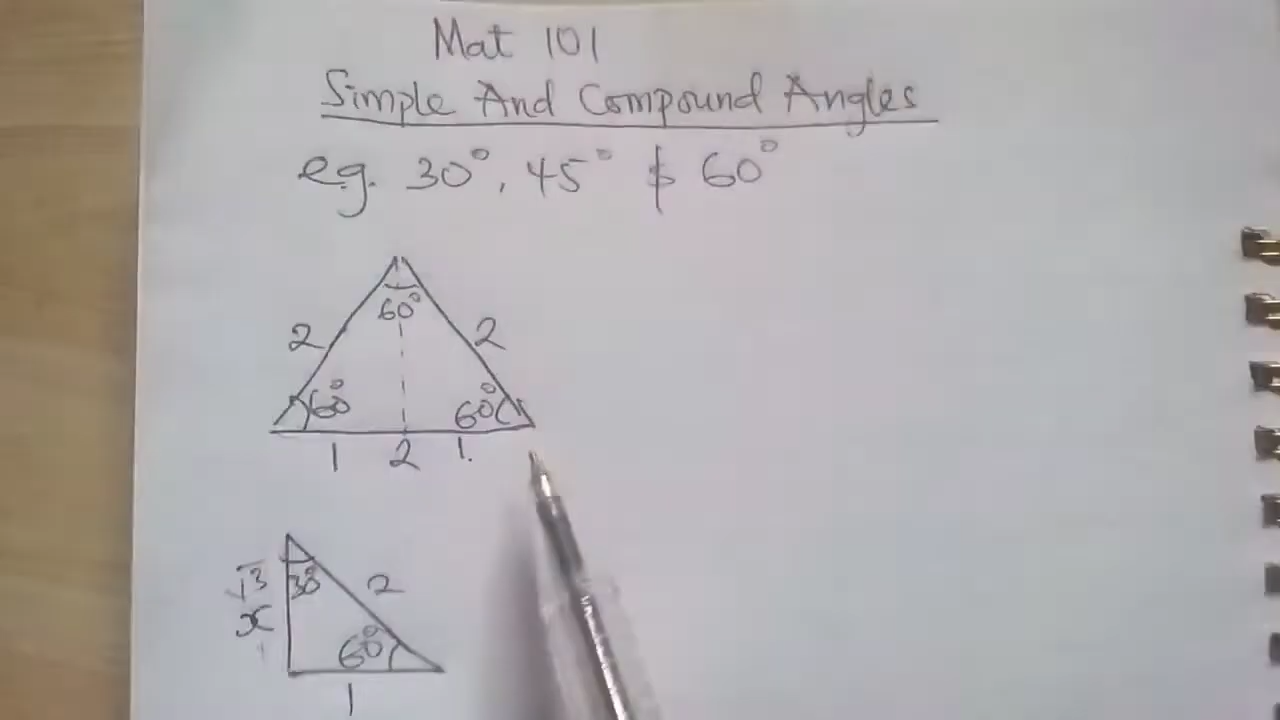 Mat 101
Simple And Compound Angles
e.g. 30°, 45° & 60°
60°
2 2
60° 60°
1 2 1.
√3 30° 2
x 60°
1